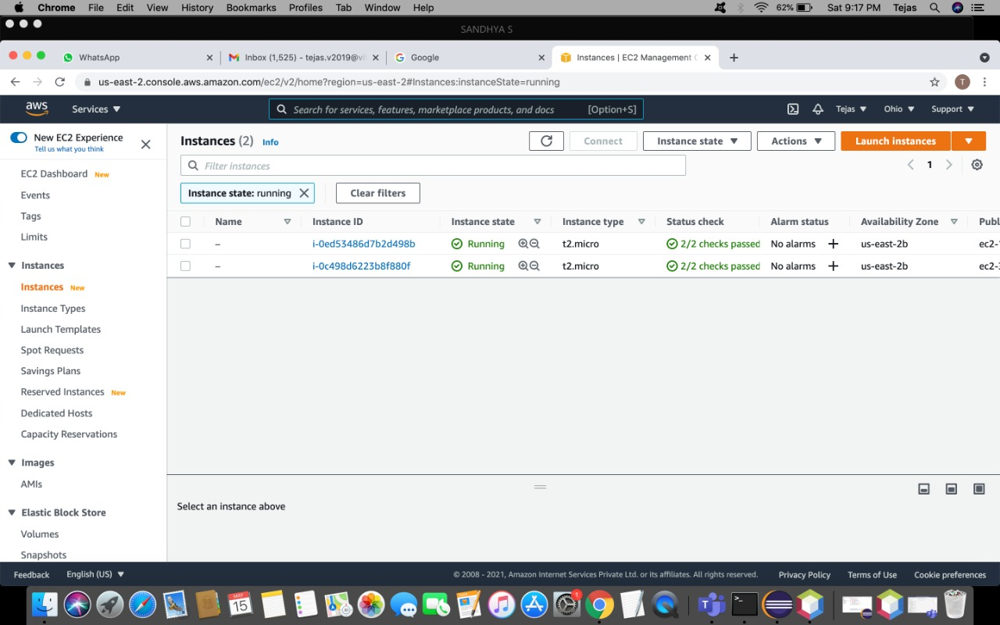 Chrome File Edit View History Bookmarks Profiles Tab Window Help 62% Sat 9:17 PM Tejas
SANDHYA S
WhatsApp Inbox (1,525) - tejas.v2019@vi Google Instances | EC2 Management C
us-east-2.console.aws.amazon.com/ec2/v2/home?region=us-east-2#Instances:instanceState=running T
aws Services Search for services, features, marketplace products, and docs [Option+S] Tejas Ohio Support
New EC2 Experience
Tell us what you think
EC2 Dashboard New
Events
Tags
Limits
Instances
Instances New
Instance Types
Launch Templates
Spot Requests
Savings Plans
Reserved Instances New
Dedicated Hosts
Capacity Reservations
Images
AMIs
Elastic Block Store
Volumes
Snapshots
Instances (2) Info Connect Instance state Actions Launch instances
Filter instances 1
Instance state: running Clear filters
Name Instance ID Instance state Instance type Status check Alarm status Availability Zone Publ
– i-0ed53486d7b2d498b Running t2.micro 2/2 checks passed No alarms us-east-2b ec2-
– i-0c498d6223b8f880f Running t2.micro 2/2 checks passed No alarms us-east-2b ec2-
Select an instance above
Feedback English (US) © 2008 - 2021, Amazon Internet Services Private Ltd. or its affiliates. All rights reserved. Privacy Policy Terms of Use Cookie preferences
MAY
15
1